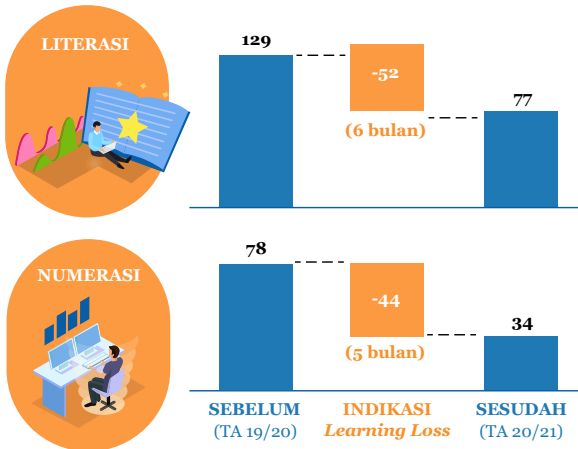 LITERASI
129
-52
(6 bulan)
77
NUMERASI
78
-44
(5 bulan)
34
SEBELUM
(TA 19/20)
INDIKASI
Learning Loss
SESUDAH
(TA 20/21)